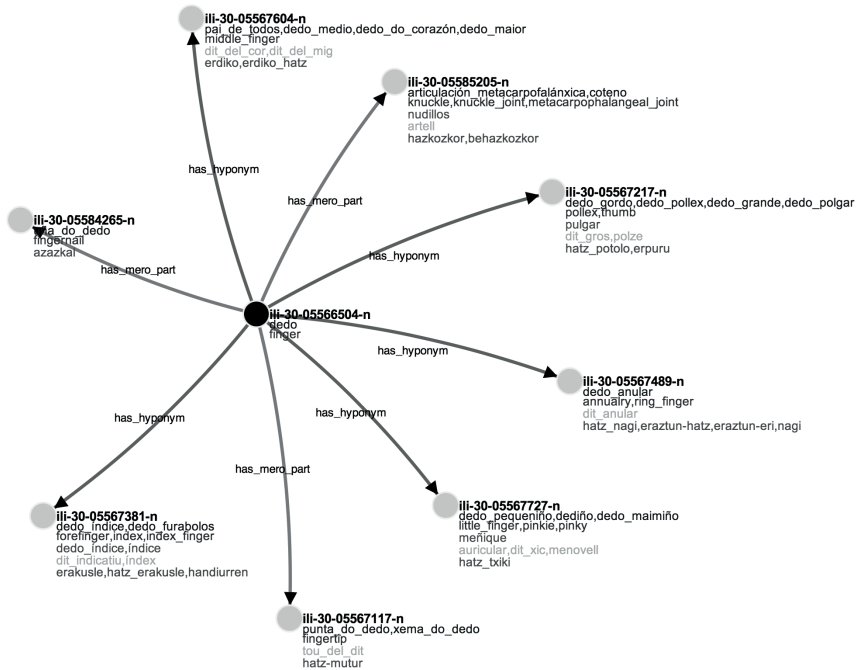 ili-30-05567604-n
pai_de_todos,dedo_medio,dedo_do_corazón,dedo_maior
middle_finger
dit_del_cor,dit_del_mig
erdiko,erdiko_hatz
ili-30-05585205-n
articulación_metacarpofalánxica,coteno
knuckle,knuckle_joint,metacarpophalangeal_joint
nudillos
artell
hazkozkor,behazkozkor
has_hyponym
has_mero_part
ili-30-05567217-n
dedo_gordo,dedo_pollex,dedo_grande,dedo_polgar
pollex,thumb
pulgar
dit_gros,polze
hatz_potolo,erpuru
ili-30-05584265-n
fingernail
azazkal
has_hyponym
has_mero_part
ili-30-05566504-n
dedo
finger
has_hyponym
ili-30-05567489-n
dedo_anular
annualry,ring_finger
dit_anular
hatz_nagi,eraztun-hatz,eraztun-eri,nagi
has_hyponym
has_hyponym
has_mero_part
ili-30-05567381-n
dedo_índice,dedo_furabolos
forefinger,index,index_finger
dedo_índice,índice
dit_indicatiu,índex
erakusle,hatz_erakusle,handiurren
ili-30-05567727-n
dedo_pequeniño,dediño,dedo_maimiño
little_finger,pinkie,pinky
meñique
auricular,dit_xic,menovell
hatz_txiki
ili-30-05567117-n
punta_do_dedo,xema_do_dedo
fingertip
tou_del_dit
hatz-mutur